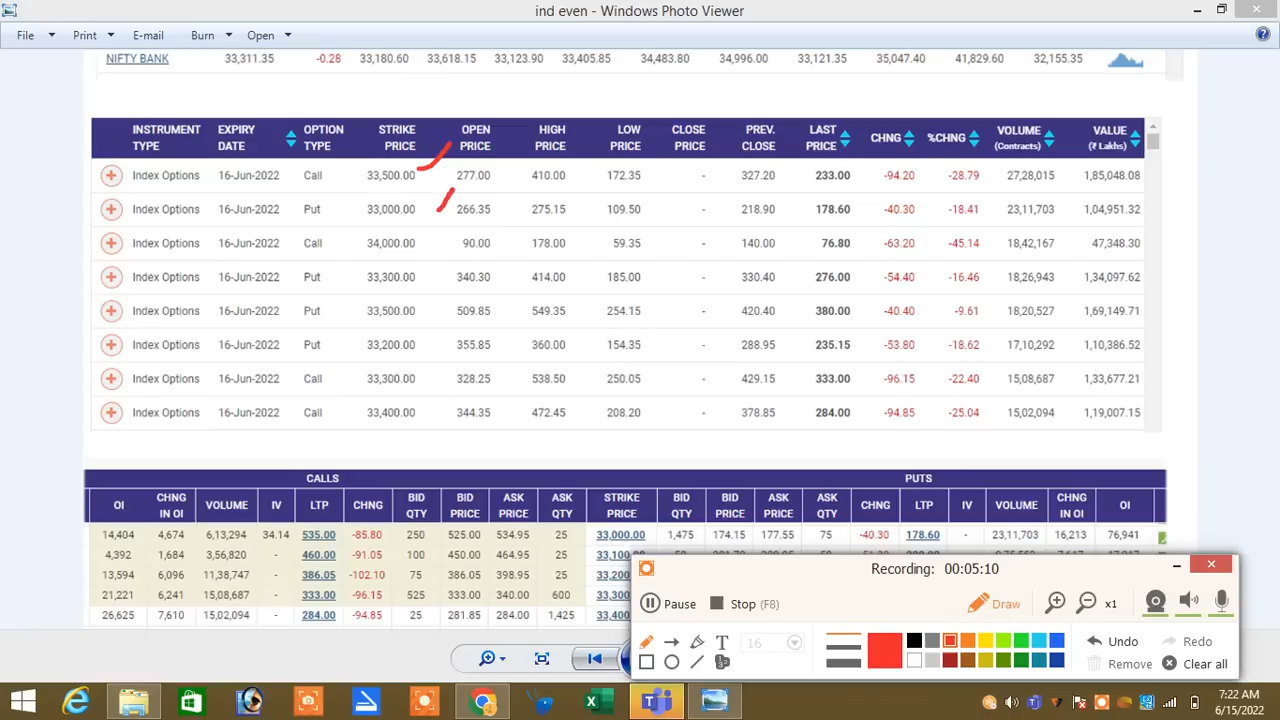 ind even - Windows Photo Viewer
File Print E-mail Burn Open
NIFTY BANK 33,311.35 -0.28 33,180.60 33,618.15 33,123.90 33,405.85 34,483.80 34,996.00 33,121.35 35,047.40 41,829.60 32,155.35
INSTRUMENT TYPE EXPIRY DATE OPTION TYPE STRIKE PRICE OPEN PRICE HIGH PRICE LOW PRICE CLOSE PRICE PREV. CLOSE LAST PRICE CHNG %CHNG VOLUME (Contracts) VALUE (₹ Lakhs)
Index Options 16-Jun-2022 Call 33,500.00 277.00 410.00 172.35 - 327.20 233.00 -94.20 -28.79 27,28,015 1,85,048.08
Index Options 16-Jun-2022 Put 33,000.00 266.35 275.15 109.50 - 218.90 178.60 -40.30 -18.41 23,11,703 1,04,951.32
Index Options 16-Jun-2022 Call 34,000.00 90.00 178.00 59.35 - 140.00 76.80 -63.20 -45.14 18,42,167 47,348.30
Index Options 16-Jun-2022 Put 33,300.00 340.30 414.00 185.00 - 330.40 276.00 -54.40 -16.46 18,26,943 1,34,097.62
Index Options 16-Jun-2022 Put 33,500.00 509.85 549.35 254.15 - 420.40 380.00 -40.40 -9.61 18,20,527 1,69,149.71
Index Options 16-Jun-2022 Put 33,200.00 355.85 360.00 154.35 - 288.95 235.15 -53.80 -18.62 17,10,292 1,10,386.52
Index Options 16-Jun-2022 Call 33,300.00 328.25 538.50 250.05 - 429.15 333.00 -96.15 -22.40 15,08,687 1,33,677.21
Index Options 16-Jun-2022 Call 33,400.00 344.35 472.45 208.20 - 378.85 284.00 -94.85 -25.04 15,02,094 1,19,007.15
CALLS PUTS
OI CHNG IN OI VOLUME IV LTP CHNG BID QTY BID PRICE ASK PRICE ASK QTY STRIKE PRICE BID QTY BID PRICE ASK PRICE ASK QTY CHNG LTP IV VOLUME CHNG IN OI OI
14,404 4,674 6,13,294 34.14 535.00 -85.80 250 525.00 534.95 25 33,000.00 1,475 174.15 177.55 75 -40.30 178.60 - 23,11,703 16,213 76,941
4,392 1,684 3,56,820 - 460.00 -91.05 100 450.00 464.95 25 33,100
13,594 6,096 11,38,747 - 386.05 -102.10 75 386.05 398.95 25 33,200
21,221 6,241 15,08,687 - 333.00 -96.15 525 333.00 340.00 600 33,300
26,625 7,610 15,02,094 - 284.00 -94.85 25 281.85 284.00 1,425 33,400
Recording: 00:05:10
Pause Stop (F8) Draw x1
T 16 Undo Redo
Remove Clear all
7:22 AM
6/15/2022